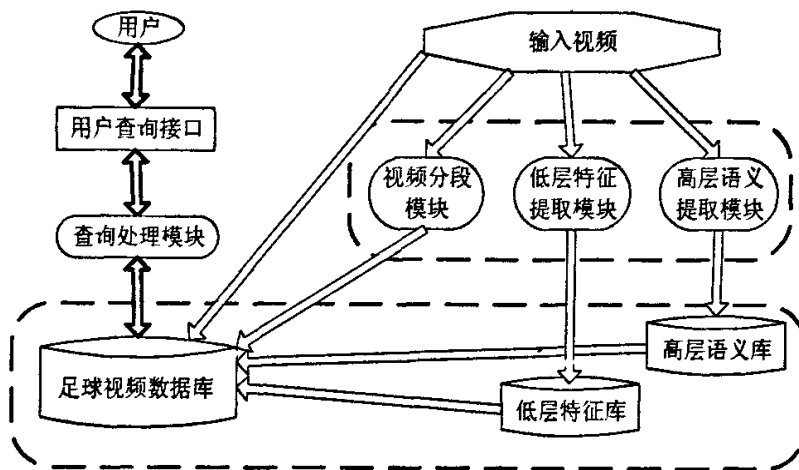 用户
输入视频
用户查询接口
视频分段
模块
低层特征
提取模块
高层语义
提取模块
查询处理模块
足球视频数据库
高层语义库
低层特征库